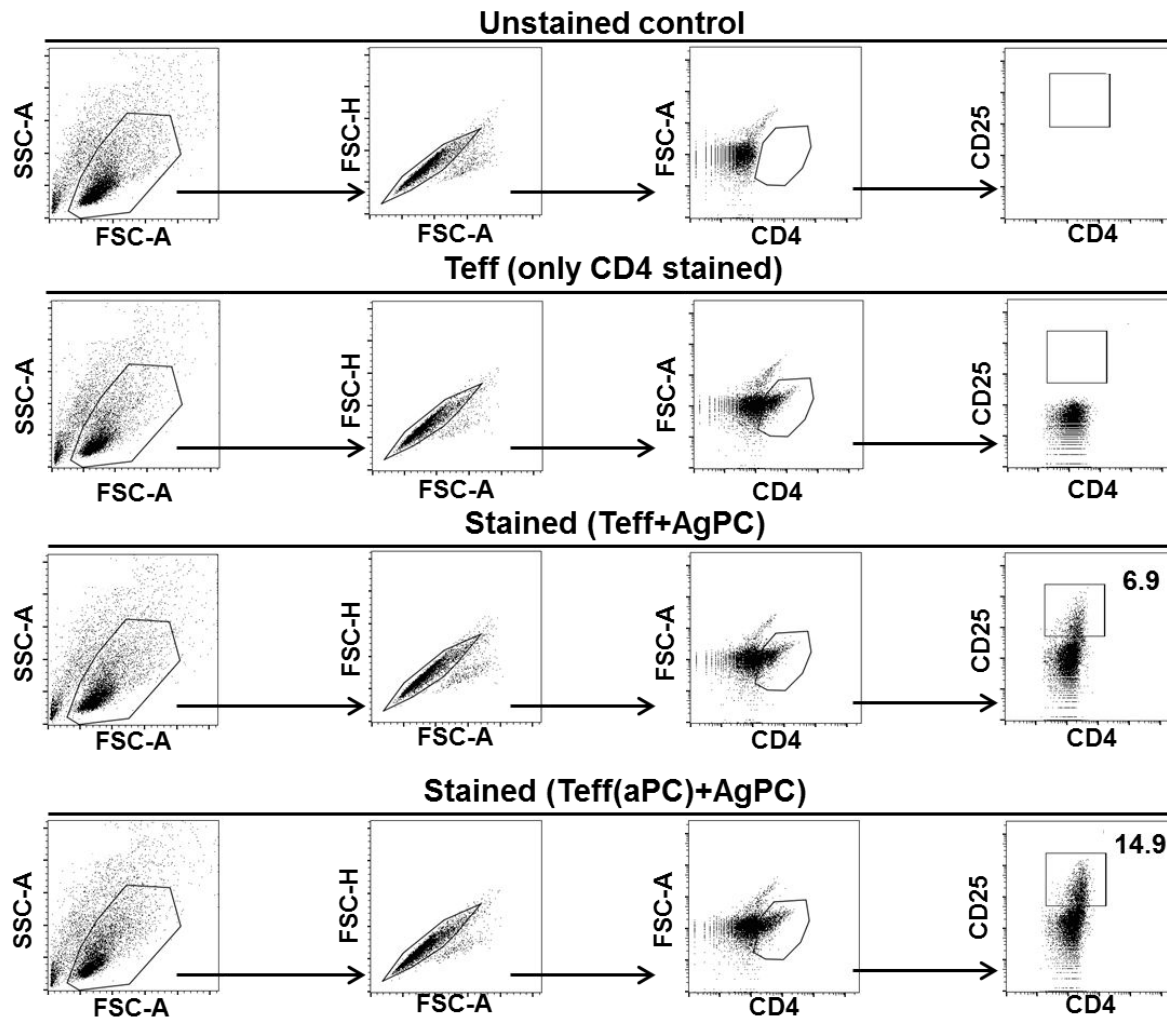 Unstained control
SSC-A
FSC-A
FSC-H
FSC-A
FSC-A
CD4
CD25
CD4
Teff (only CD4 stained)
SSC-A
FSC-A
FSC-H
FSC-A
FSC-A
CD4
CD25
CD4
Stained (Teff+AgPC)
SSC-A
FSC-A
FSC-H
FSC-A
FSC-A
CD4
CD25
6.9
CD4
Stained (Teff(aPC)+AgPC)
SSC-A
FSC-A
FSC-H
FSC-A
FSC-A
CD4
CD25
14.9
CD4